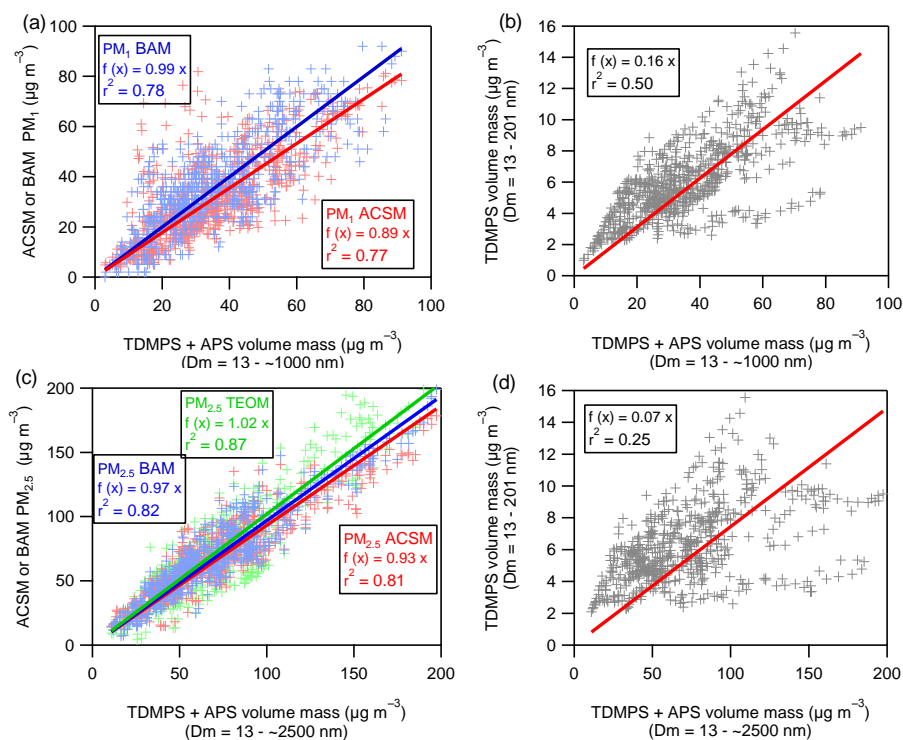 (a)
ACSM or BAM PM1 (µg m−3)
100
80
60
40
20
0
PM1 BAM
f (x) = 0.99 x
r2 = 0.78
PM1 ACSM
f (x) = 0.89 x
r2 = 0.77
0 20 40 60 80 100
TDMPS + APS volume mass (µg m−3)
(Dm = 13 - ~1000 nm)
(b)
TDMPS volume mass (µg m−3)
(Dm = 13 - 201 nm)
16
14
12
10
8
6
4
2
0
f (x) = 0.16 x
r2 = 0.50
0 20 40 60 80 100
TDMPS + APS volume mass (µg m−3)
(Dm = 13 - ~1000 nm)
(c)
ACSM or BAM PM2.5 (µg m−3)
200
150
100
50
0
PM2.5 TEOM
f (x) = 1.02 x
r2 = 0.87
PM2.5 BAM
f (x) = 0.97 x
r2 = 0.82
PM2.5 ACSM
f (x) = 0.93 x
r2 = 0.81
0 50 100 150 200
TDMPS + APS volume mass (µg m−3)
(Dm = 13 - ~2500 nm)
(d)
TDMPS volume mass (µg m−3)
(Dm = 13 - 201 nm)
16
14
12
10
8
6
4
2
0
f (x) = 0.07 x
r2 = 0.25
0 50 100 150 200
TDMPS + APS volume mass (µg m−3)
(Dm = 13 - ~2500 nm)